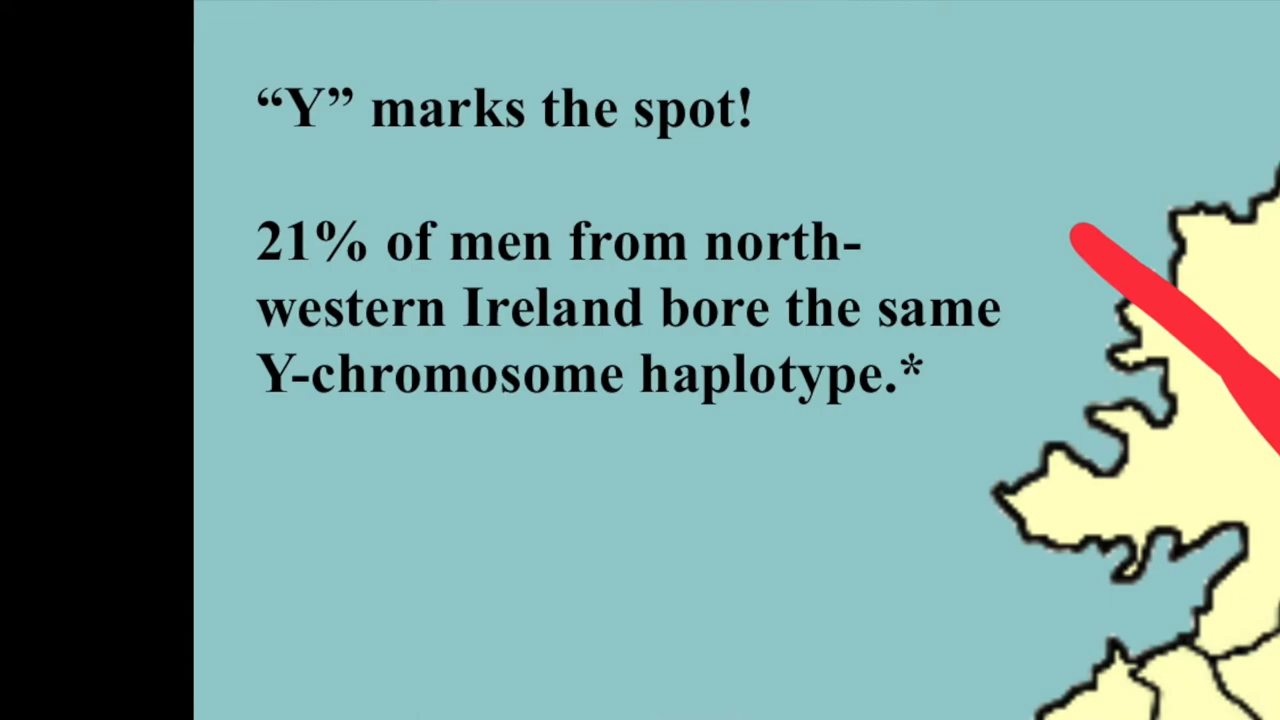 “Y” marks the spot!
21% of men from north-
western Ireland bore the same
Y-chromosome haplotype.*